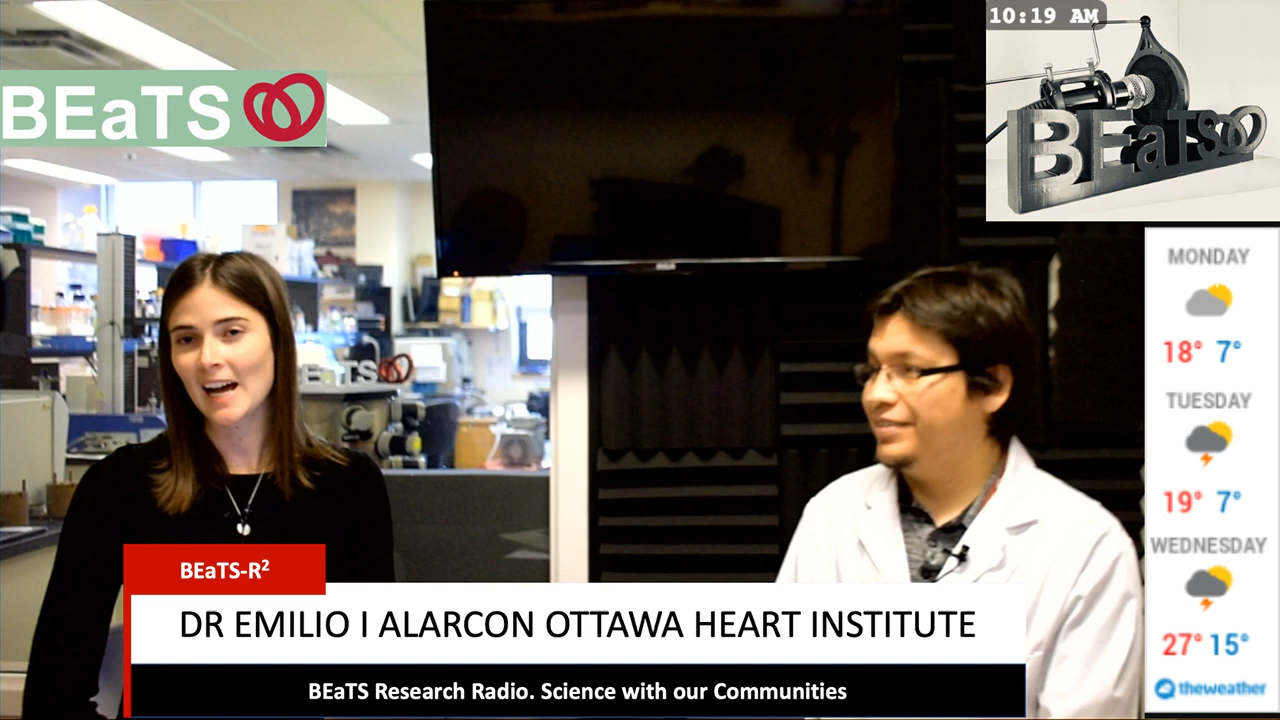 10:19 AM
BEaTS
BEaTS
MONDAY
18° 7°
TUESDAY
19° 7°
WEDNESDAY
27° 15°
theweather
BEaTS
BEaTS-R²
DR EMILIO I ALARCON OTTAWA HEART INSTITUTE
BEaTS Research Radio. Science with our Communities